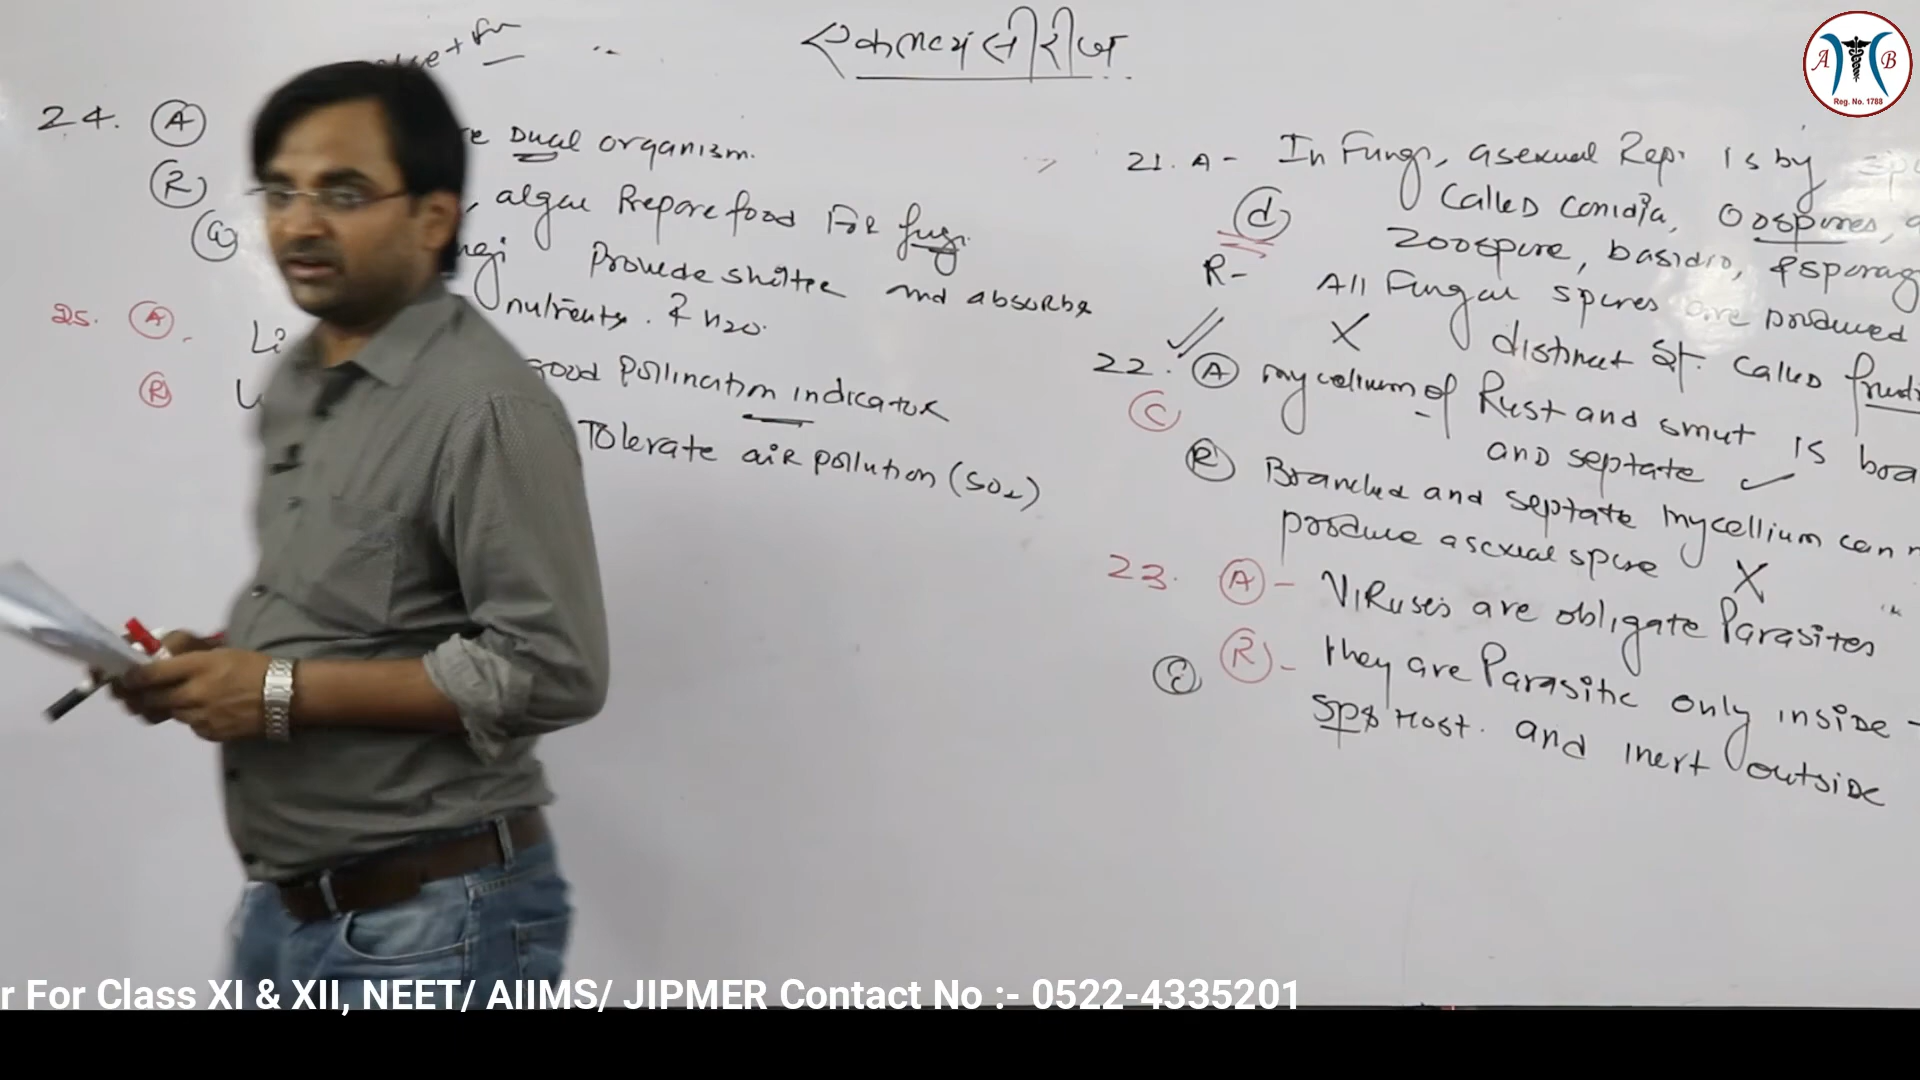 एकलव्य सीरीज
24. A
Dual organism.
R
algae Prepare food For fugi
(a)
Provede shelter and absorbs
nutrients. & H2O.
25. A.
Good Pollination indicator
R
Tolerate air pollution (SO2)
21. A - In Fungi, asexual Rep. is by
called conidia, Oospores,
(d)
zoospore, basidio,
R- All Fungal spores are produced
X
distinct St. called
22. A mycelium of Rust and smut is
and septate
(C)
R Branched and septate mycellium can
produce asexual spore X
23. A - Viruses are obligate Parasites
R - they are Parasitic only inside
Host. and inert outside
A B
Reg. No. 1788
r For Class XI & XII, NEET/ AIIMS/ JIPMER Contact No :- 0522-4335201